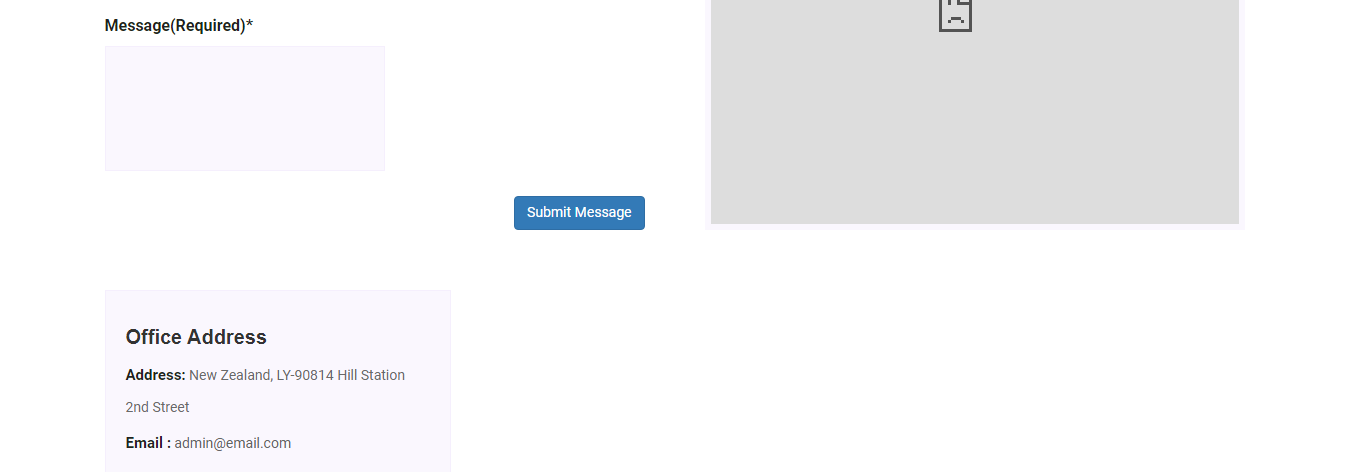 Message(Required)*
Submit Message
Office Address
Address: New Zealand, LY-90814 Hill Station
2nd Street
Email : admin@email.com